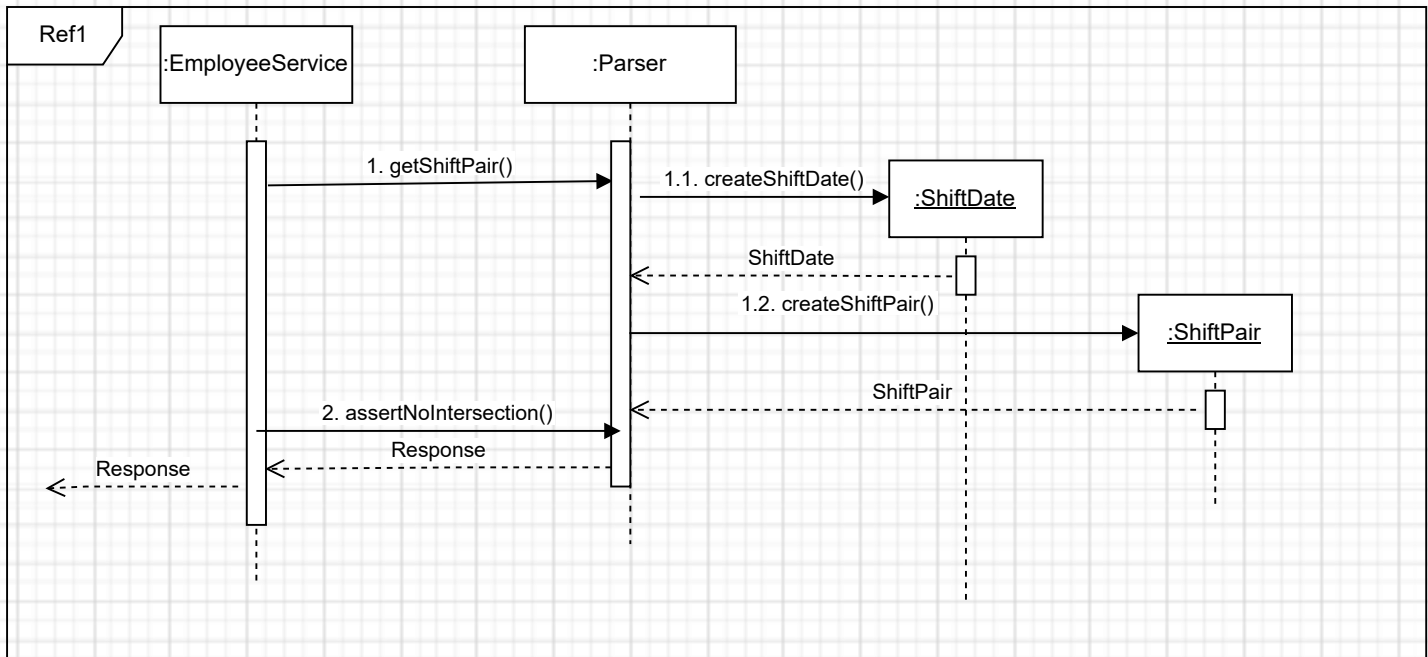 Ref1
:EmployeeService
:Parser
1. getShiftPair()
1.1. createShiftDate()
:ShiftDate
ShiftDate
1.2. createShiftPair()
:ShiftPair
ShiftPair
2. assertNoIntersection()
Response
Response